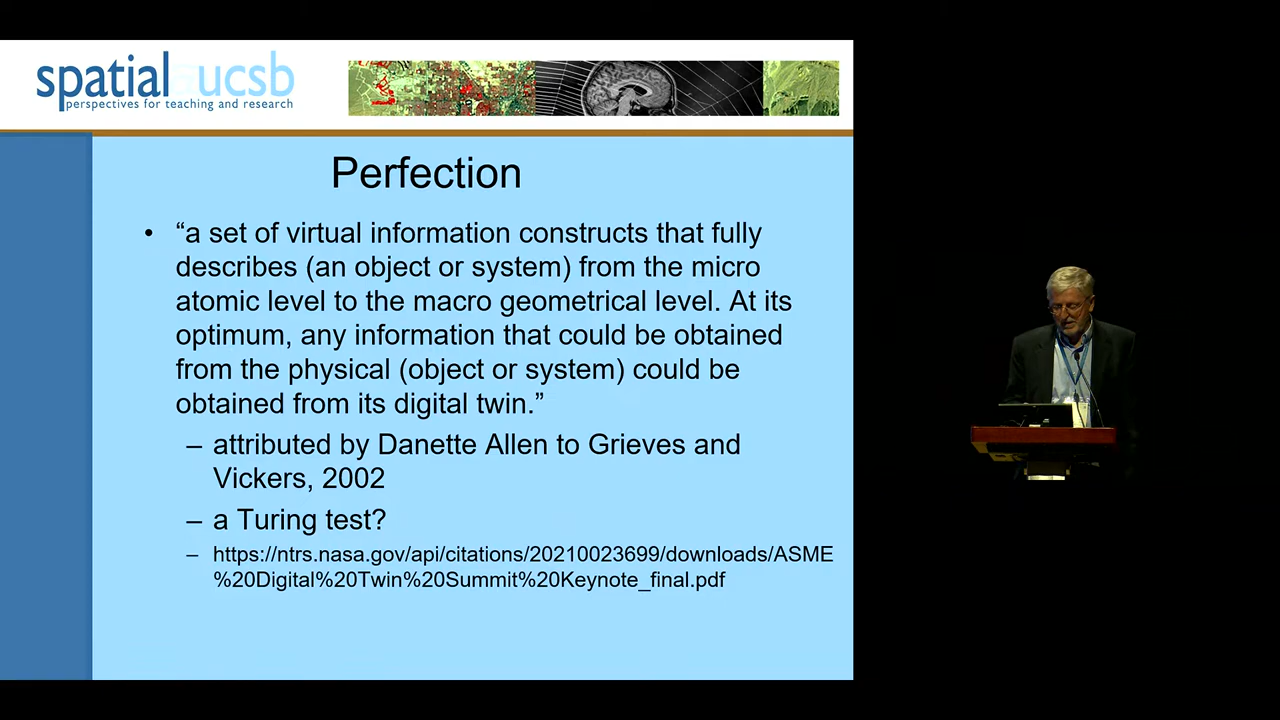 spatial@ucsb
perspectives for teaching and research
Perfection
• “a set of virtual information constructs that fully
describes (an object or system) from the micro
atomic level to the macro geometrical level. At its
optimum, any information that could be obtained
from the physical (object or system) could be
obtained from its digital twin.”
– attributed by Danette Allen to Grieves and
Vickers, 2002
– a Turing test?
– https://ntrs.nasa.gov/api/citations/20210023699/downloads/ASME
%20Digital%20Twin%20Summit%20Keynote_final.pdf